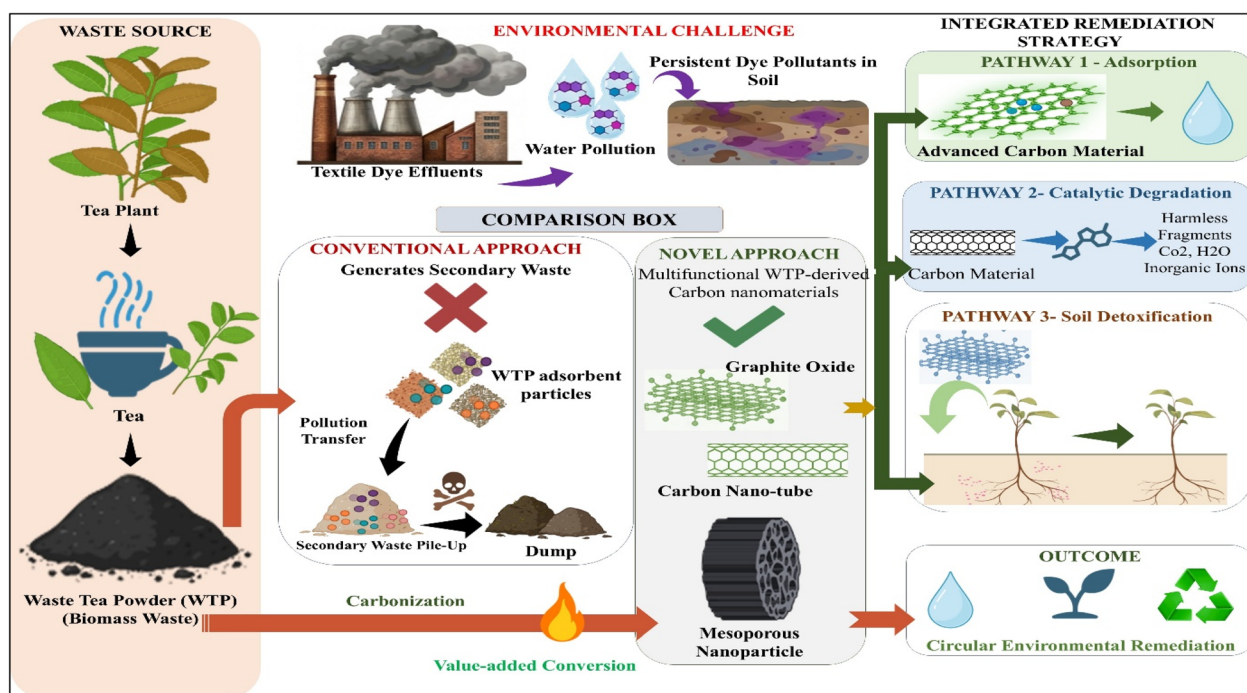 WASTE SOURCE
Tea Plant
Tea
Waste Tea Powder (WTP)
(Biomass Waste)
ENVIRONMENTAL CHALLENGE
Textile Dye Effluents
Water Pollution
Persistent Dye Pollutants in
Soil
COMPARISON BOX
CONVENTIONAL APPROACH
Generates Secondary Waste
WTP adsorbent
particles
Pollution
Transfer
Secondary Waste Pile-Up
Dump
Carbonization
Value-added Conversion
NOVEL APPROACH
Multifunctional WTP-derived
Carbon nanomaterials
Graphite Oxide
Carbon Nano-tube
Mesoporous
Nanoparticle
INTEGRATED REMEDIATION
STRATEGY
PATHWAY 1 - Adsorption
Advanced Carbon Material
PATHWAY 2- Catalytic Degradation
Carbon Material
Harmless
Fragments
Co2, H2O
Inorganic Ions
PATHWAY 3- Soil Detoxification
OUTCOME
Circular Environmental Remediation